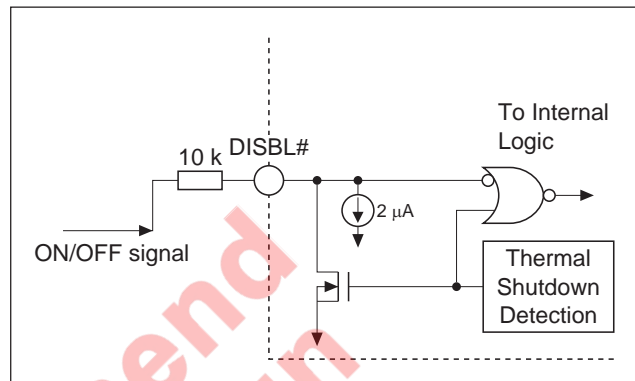 To Internal
Logic
DISBL#
10 k
2 μA
ON/OFF signal
Thermal
Shutdown
Detection